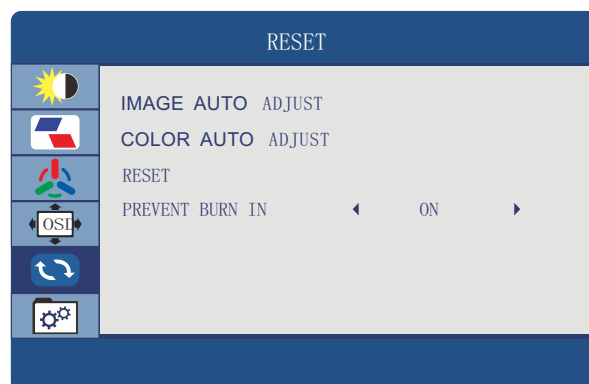 RESET
IMAGE AUTO ADJUST
COLOR AUTO ADJUST
RESET
PREVENT BURN IN ON
OSD